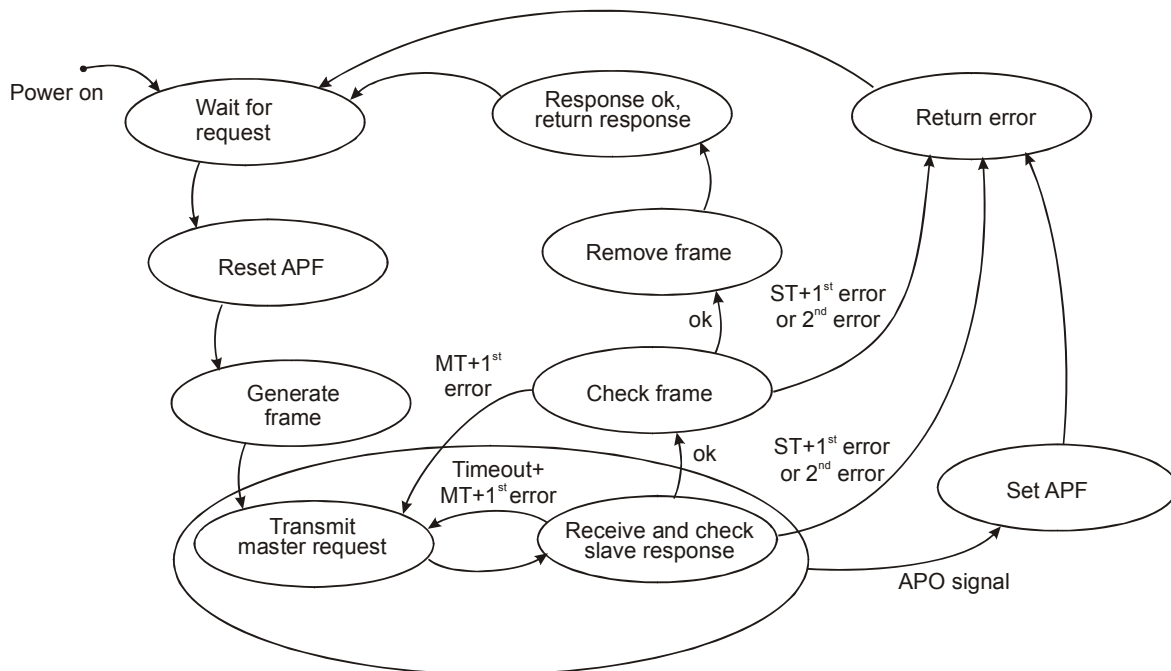 Power on
Wait for
request
Response ok,
return response
Return error
Reset APF
Remove frame
ST+1st error
or 2nd error
ok
MT+1st
error
Generate
frame
Check frame
ok
ST+1st error
or 2nd error
Timeout+
MT+1st error
Set APF
Transmit
master request
Receive and check
slave response
APO signal